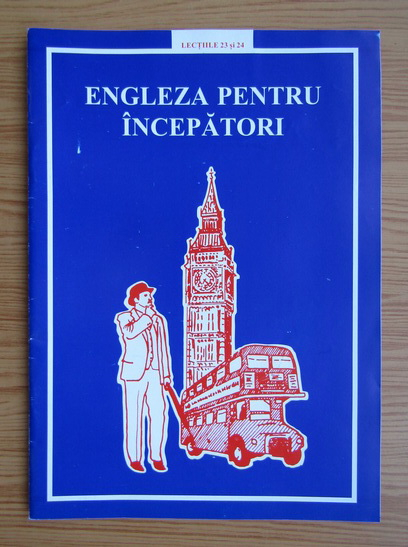 LECȚIILE 23 și 24
ENGLEZA PENTRU
ÎNCEPĂTORI